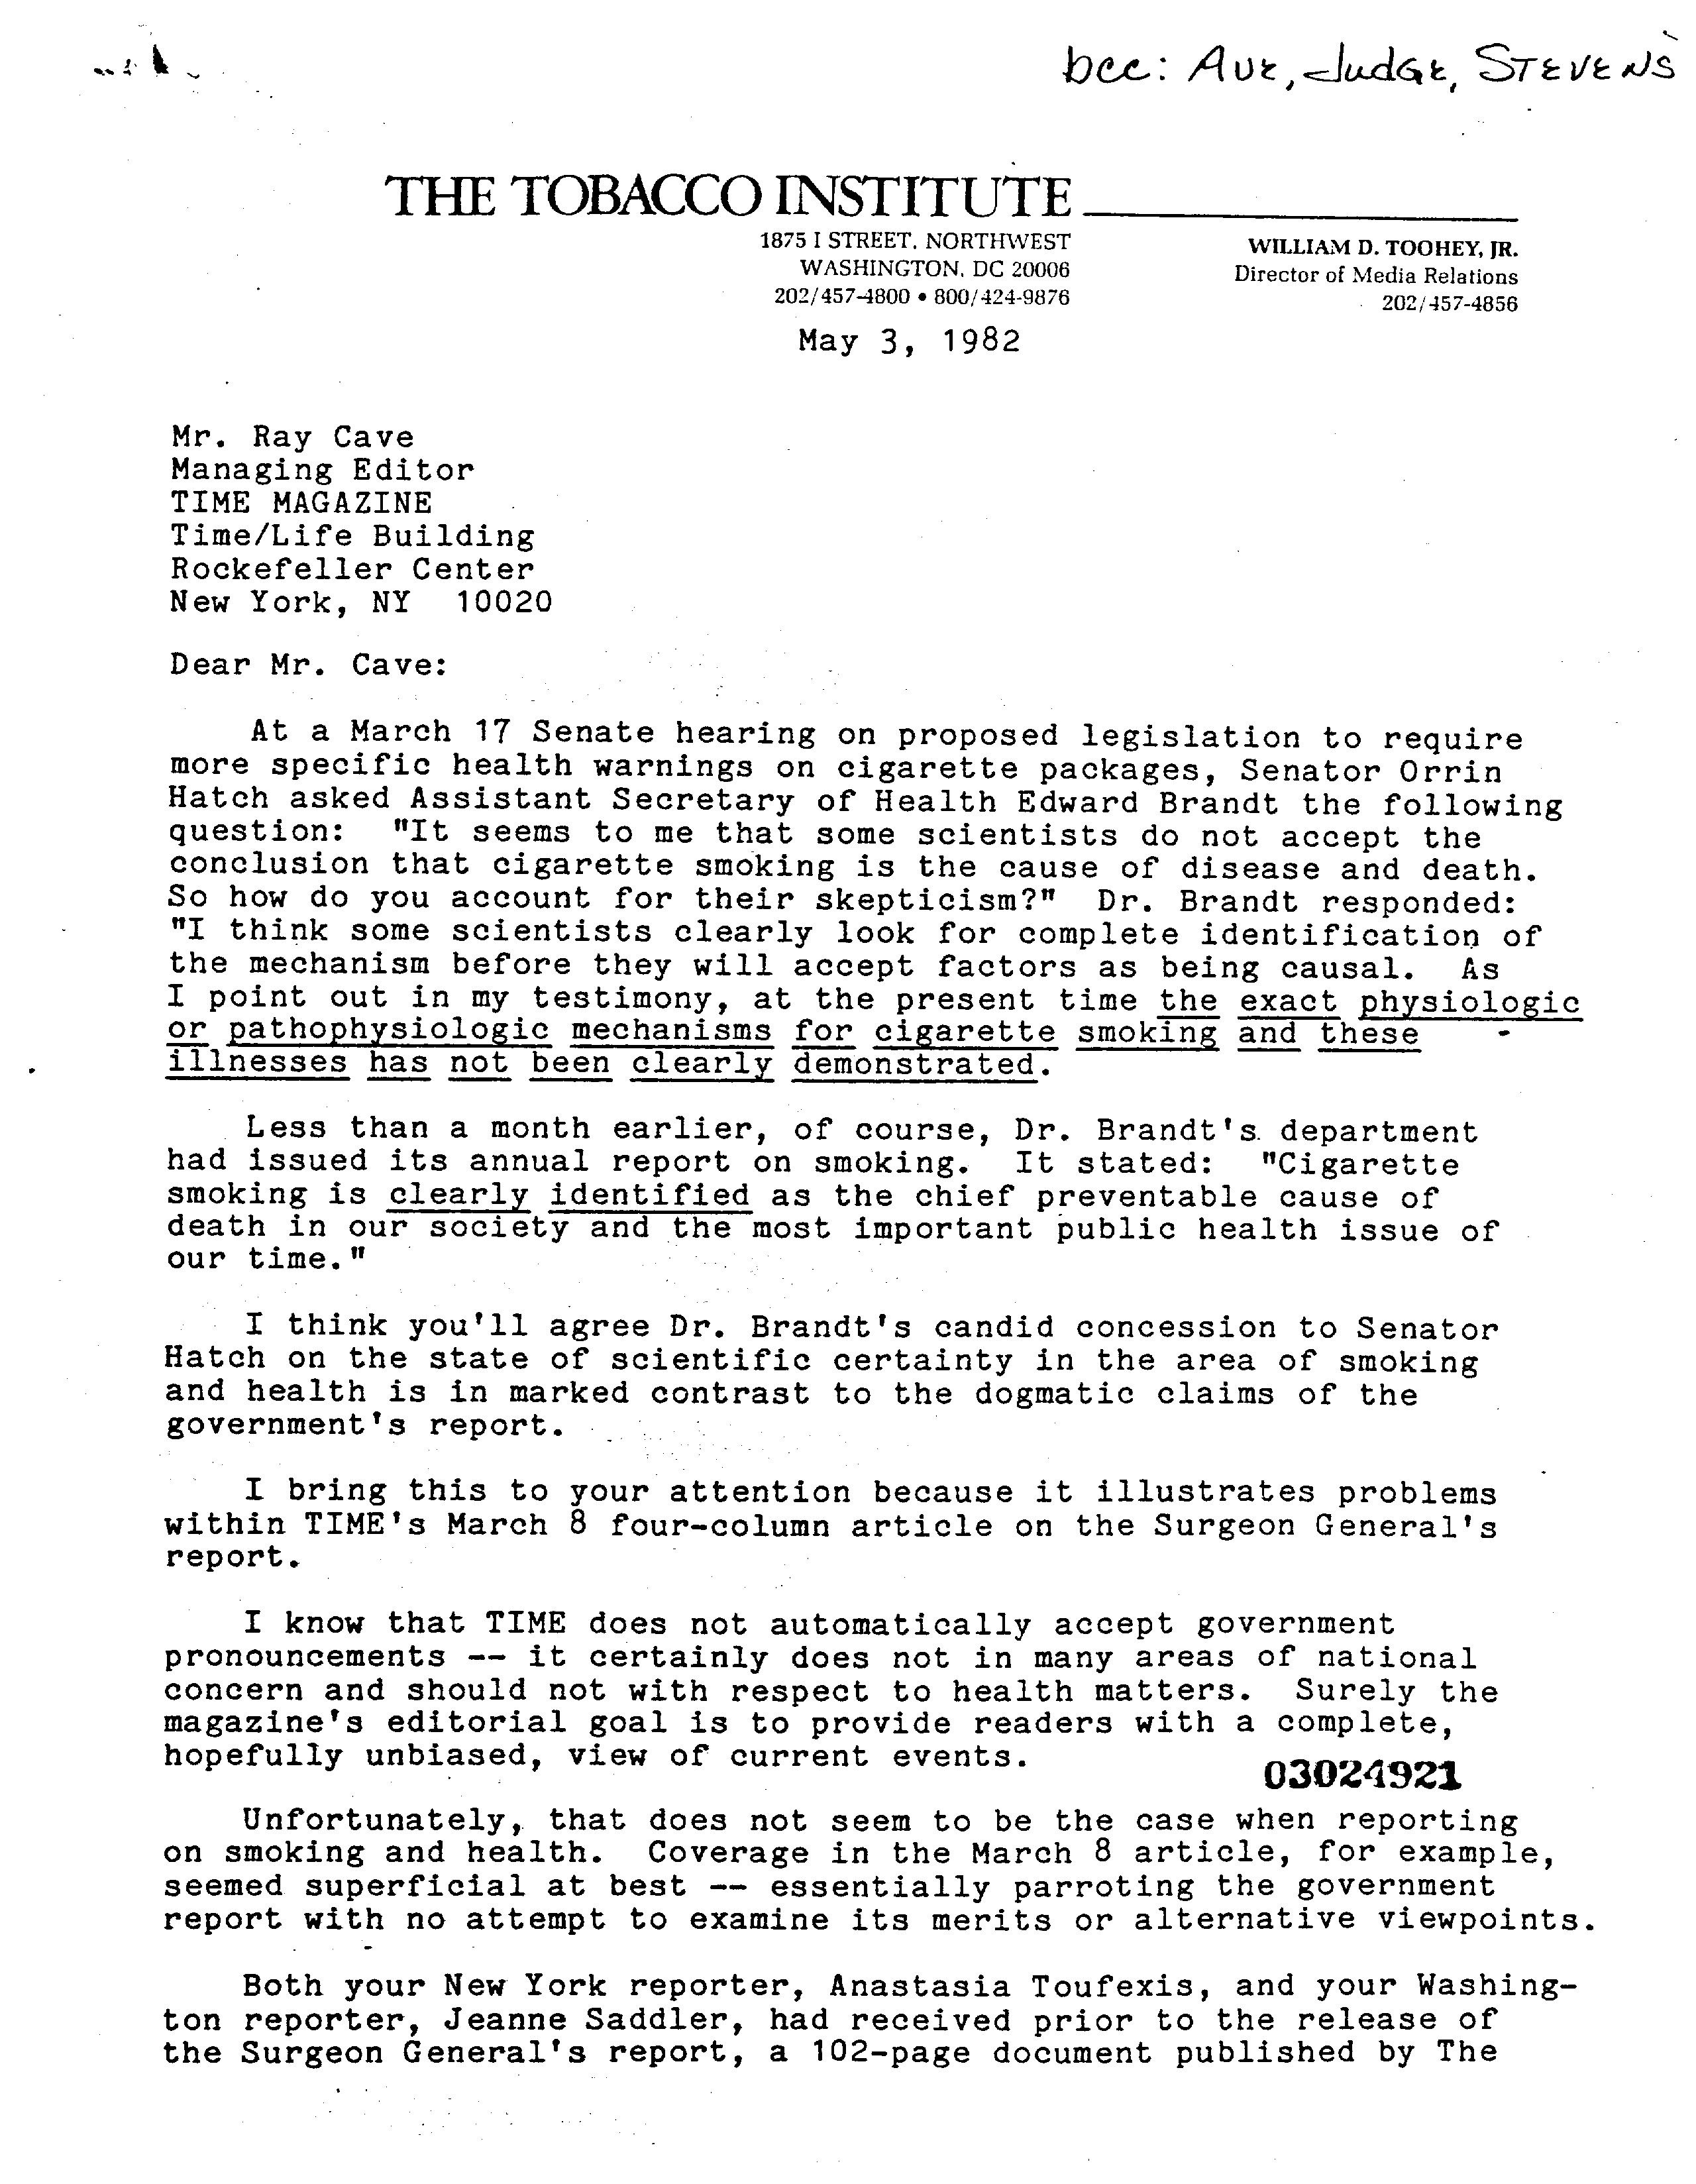 bcc: Ave, Judge, Stevens
THE TOBACCO INSTITUTE
1875 I STREET, NORTHWEST
WASHINGTON, DC 20006
202/457-4800 • 800/424-9876
WILLIAM D. TOOHEY, JR.
Director of Media Relations
202/457-4856
May 3, 1982
Mr. Ray Cave
Managing Editor
TIME MAGAZINE
Time/Life Building
Rockefeller Center
New York, NY  10020
Dear Mr. Cave:
At a March 17 Senate hearing on proposed legislation to require
more specific health warnings on cigarette packages, Senator Orrin
Hatch asked Assistant Secretary of Health Edward Brandt the following
question:  "It seems to me that some scientists do not accept the
conclusion that cigarette smoking is the cause of disease and death.
So how do you account for their skepticism?"  Dr. Brandt responded:
"I think some scientists clearly look for complete identification of
the mechanism before they will accept factors as being causal.  As
I point out in my testimony, at the present time the exact physiologic
or pathophysiologic mechanisms for cigarette smoking and these
illnesses has not been clearly demonstrated.
Less than a month earlier, of course, Dr. Brandt's department
had issued its annual report on smoking.  It stated:  "Cigarette
smoking is clearly identified as the chief preventable cause of
death in our society and the most important public health issue of
our time."
I think you'll agree Dr. Brandt's candid concession to Senator
Hatch on the state of scientific certainty in the area of smoking
and health is in marked contrast to the dogmatic claims of the
government's report.
I bring this to your attention because it illustrates problems
within TIME's March 8 four-column article on the Surgeon General's
report.
I know that TIME does not automatically accept government
pronouncements -- it certainly does not in many areas of national
concern and should not with respect to health matters.  Surely the
magazine's editorial goal is to provide readers with a complete,
hopefully unbiased, view of current events.
03024921
Unfortunately, that does not seem to be the case when reporting
on smoking and health.  Coverage in the March 8 article, for example,
seemed superficial at best -- essentially parroting the government
report with no attempt to examine its merits or alternative viewpoints.
Both your New York reporter, Anastasia Toufexis, and your Washing-
ton reporter, Jeanne Saddler, had received prior to the release of
the Surgeon General's report, a 102-page document published by The